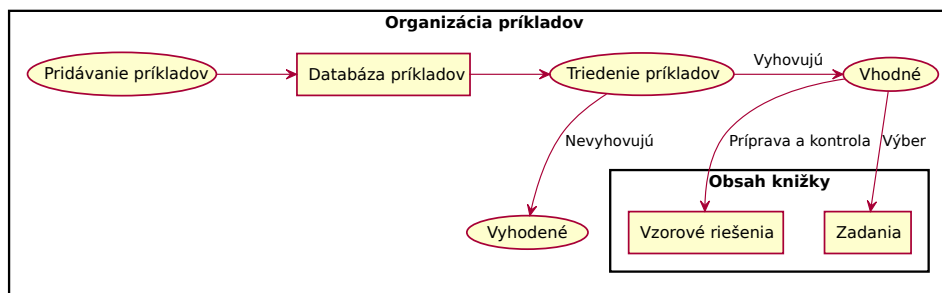 Organizácia príkladov
Pridávanie príkladov
Databáza príkladov
Triedenie príkladov
Vyhovujú
Vhodné
Nevyhovujú
Príprava a kontrola
Výber
Obsah knižky
Vyhodené
Vzorové riešenia
Zadania